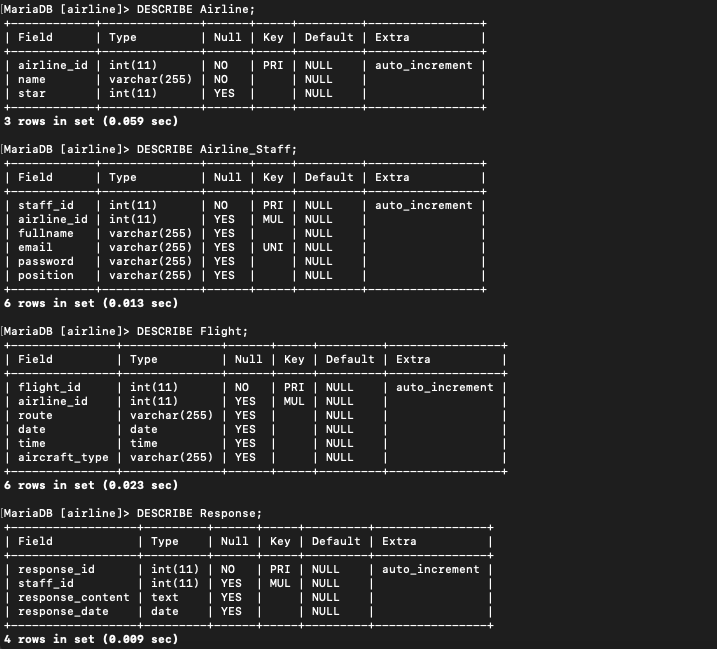 [MariaDB [airline]> DESCRIBE Airline;
+------------+--------------+------+-----+---------+----------------+
| Field      | Type         | Null | Key | Default | Extra          |
+------------+--------------+------+-----+---------+----------------+
| airline_id | int(11)      | NO   | PRI | NULL    | auto_increment |
| name       | varchar(255) | NO   |     | NULL    |                |
| star       | int(11)      | YES  |     | NULL    |                |
+------------+--------------+------+-----+---------+----------------+
3 rows in set (0.059 sec)
[MariaDB [airline]> DESCRIBE Airline_Staff;
+------------+--------------+------+-----+---------+----------------+
| Field      | Type         | Null | Key | Default | Extra          |
+------------+--------------+------+-----+---------+----------------+
| staff_id   | int(11)      | NO   | PRI | NULL    | auto_increment |
| airline_id | int(11)      | YES  | MUL | NULL    |                |
| fullname   | varchar(255) | YES  |     | NULL    |                |
| email      | varchar(255) | YES  | UNI | NULL    |                |
| password   | varchar(255) | YES  |     | NULL    |                |
| position   | varchar(255) | YES  |     | NULL    |                |
+------------+--------------+------+-----+---------+----------------+
6 rows in set (0.013 sec)
[MariaDB [airline]> DESCRIBE Flight;
+---------------+--------------+------+-----+---------+----------------+
| Field         | Type         | Null | Key | Default | Extra          |
+---------------+--------------+------+-----+---------+----------------+
| flight_id     | int(11)      | NO   | PRI | NULL    | auto_increment |
| airline_id    | int(11)      | YES  | MUL | NULL    |                |
| route         | varchar(255) | YES  |     | NULL    |                |
| date          | date         | YES  |     | NULL    |                |
| time          | time         | YES  |     | NULL    |                |
| aircraft_type | varchar(255) | YES  |     | NULL    |                |
+---------------+--------------+------+-----+---------+----------------+
6 rows in set (0.023 sec)
[MariaDB [airline]> DESCRIBE Response;
+------------------+---------+------+-----+---------+----------------+
| Field            | Type    | Null | Key | Default | Extra          |
+------------------+---------+------+-----+---------+----------------+
| response_id      | int(11) | NO   | PRI | NULL    | auto_increment |
| staff_id         | int(11) | YES  | MUL | NULL    |                |
| response_content | text    | YES  |     | NULL    |                |
| response_date    | date    | YES  |     | NULL    |                |
+------------------+---------+------+-----+---------+----------------+
4 rows in set (0.009 sec)